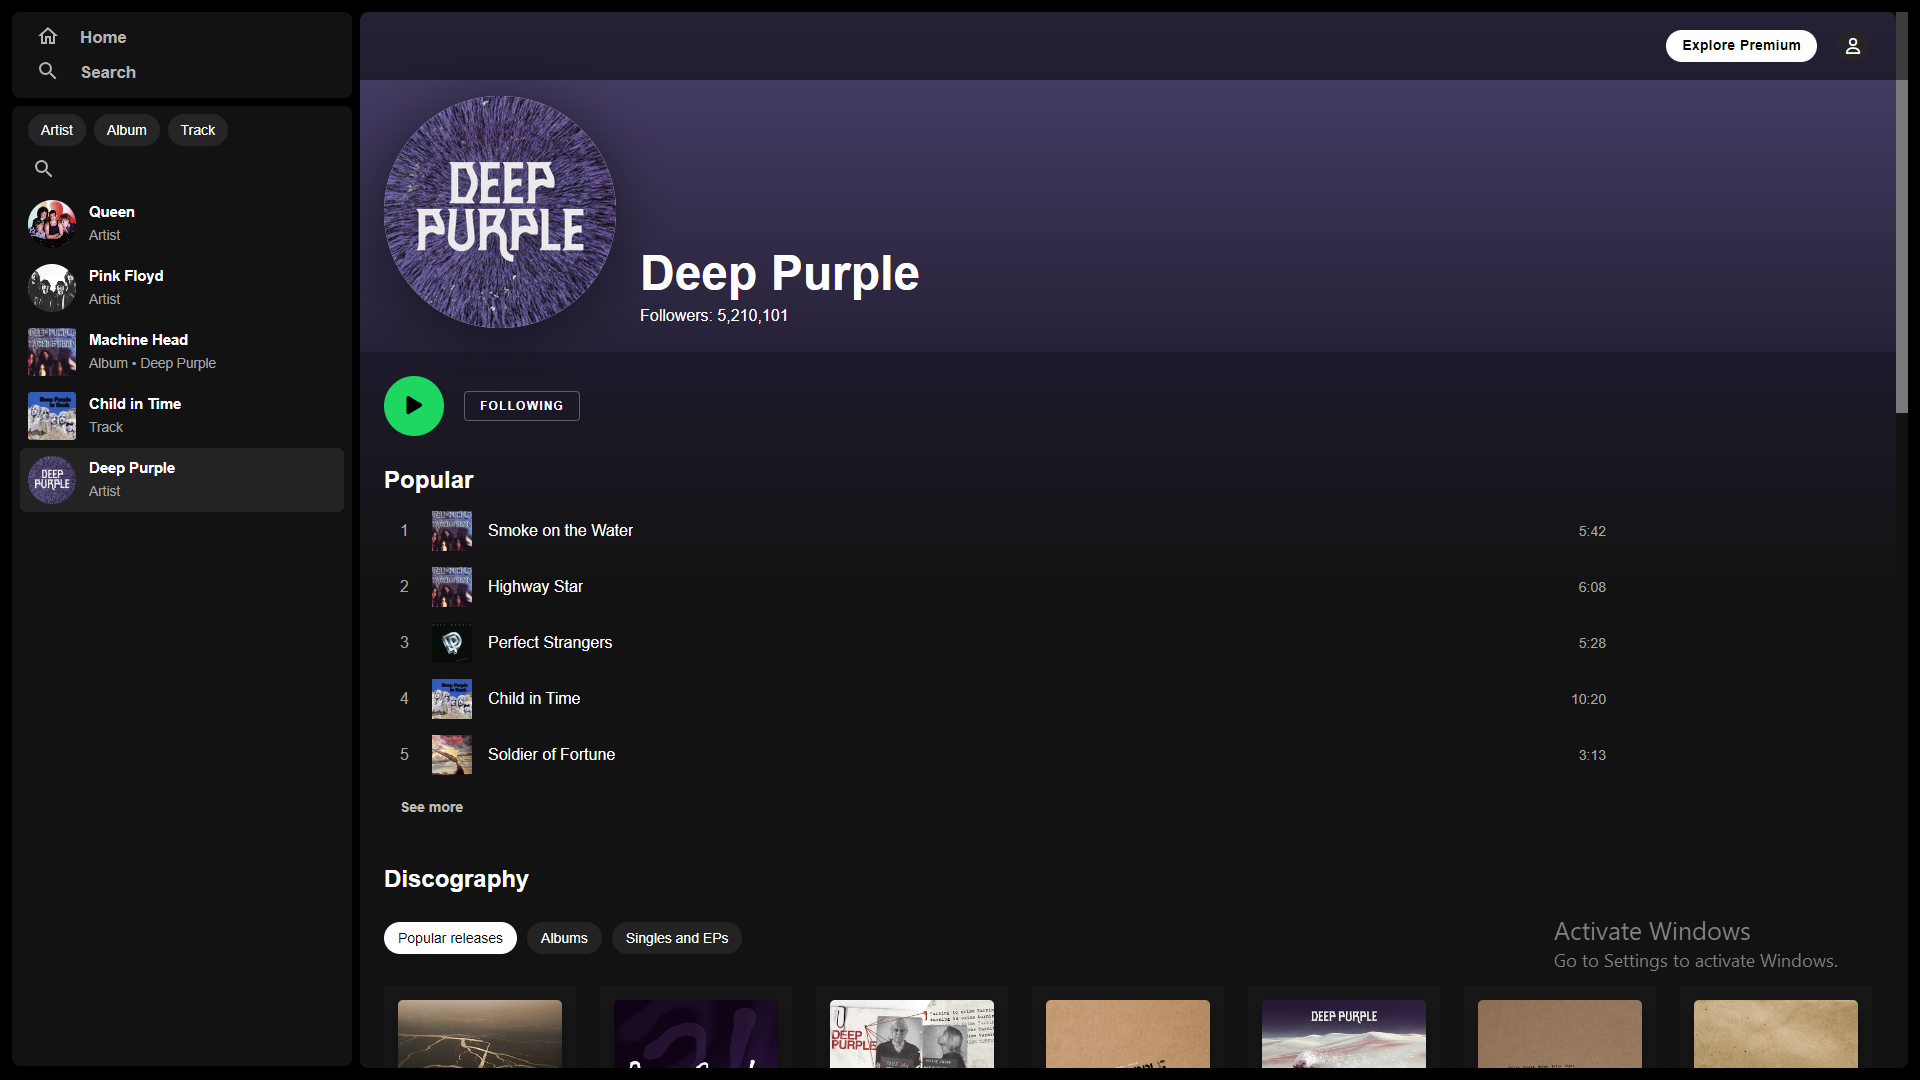 Home
Search
Artist Album Track
Queen
Artist
Pink Floyd
Artist
Machine Head
Album • Deep Purple
Child in Time
Track
Deep Purple
Artist
Explore Premium
DEEP
PURPLE
Deep Purple
Followers: 5,210,101
FOLLOWING
Popular
1 Smoke on the Water 5:42
2 Highway Star 6:08
3 Perfect Strangers 5:28
4 Child in Time 10:20
5 Soldier of Fortune 3:13
See more
Discography
Popular releases Albums Singles and EPs
DEEP
PURPLE
DEEP PURPLE
Activate Windows
Go to Settings to activate Windows.